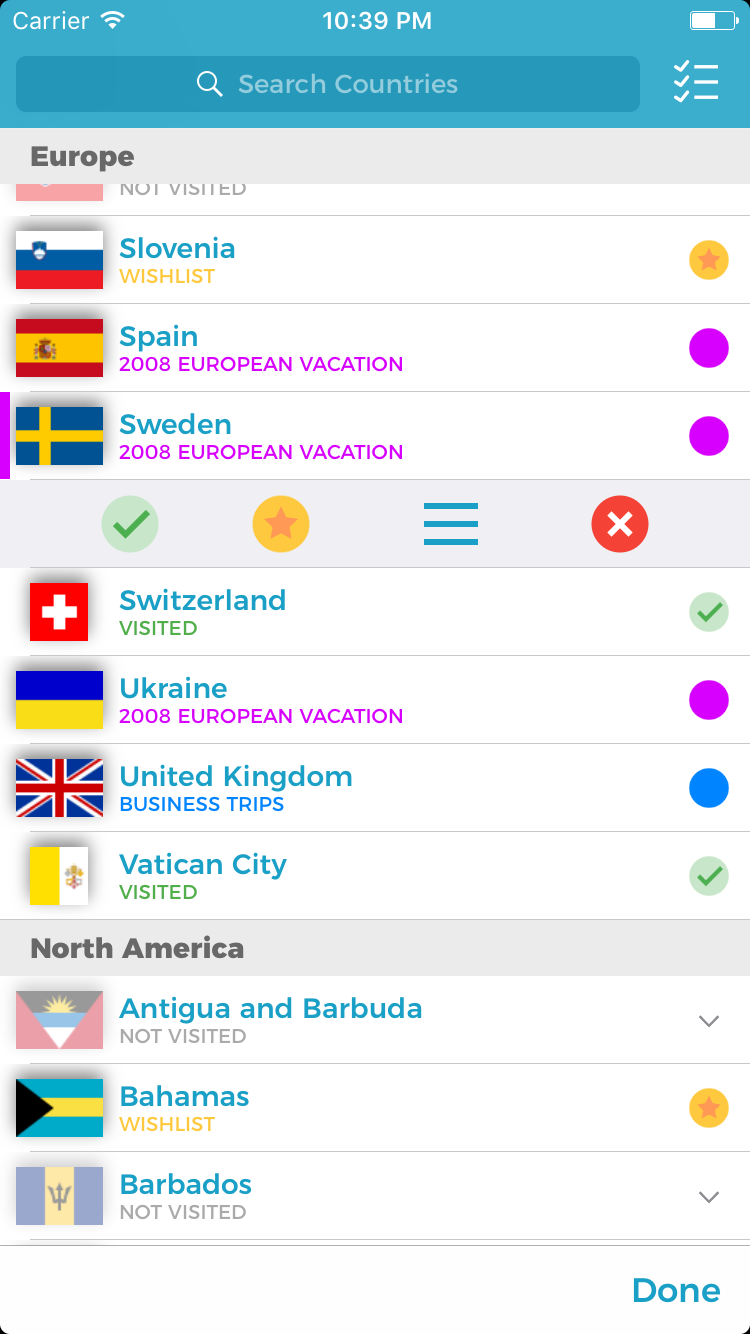 Carrier
10:39 PM
Search Countries
Europe
NOT VISITED
Slovenia
WISHLIST
Spain
2008 EUROPEAN VACATION
Sweden
2008 EUROPEAN VACATION
Switzerland
VISITED
Ukraine
2008 EUROPEAN VACATION
United Kingdom
BUSINESS TRIPS
Vatican City
VISITED
North America
Antigua and Barbuda
NOT VISITED
Bahamas
WISHLIST
Barbados
NOT VISITED
Done